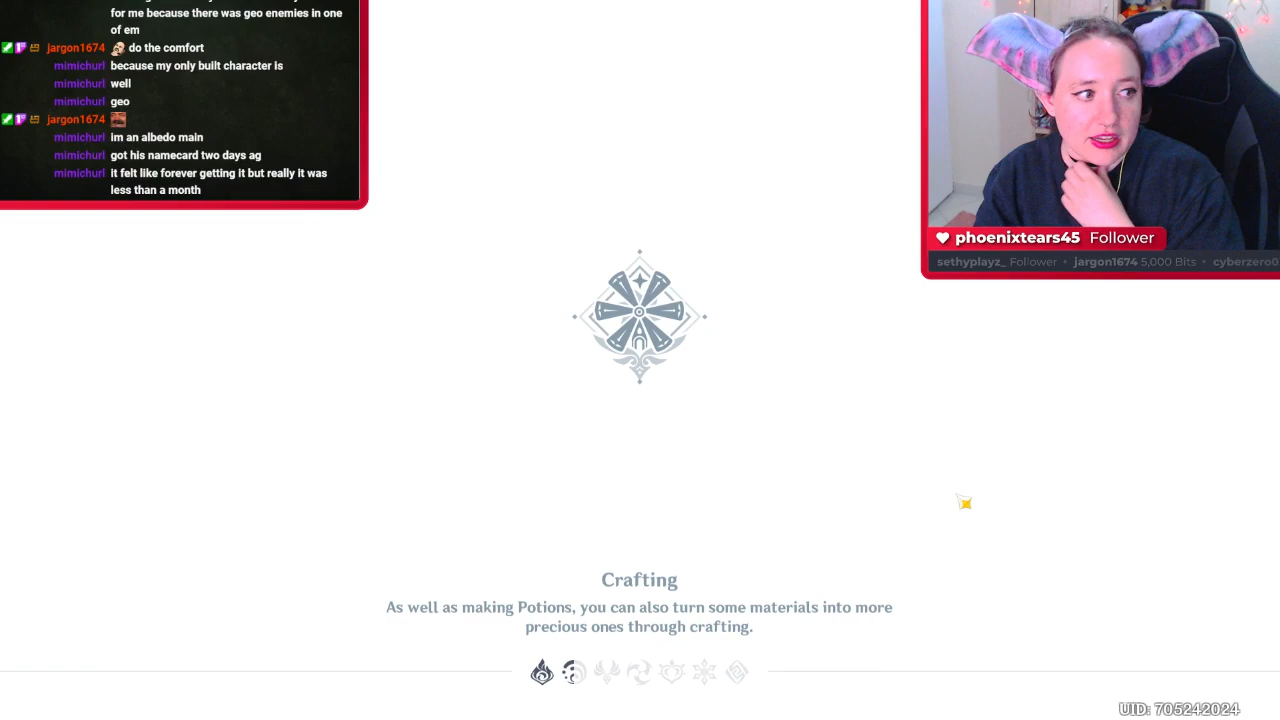 for me because there was geo enemies in one
of em
jargon1674 do the comfort
mimichurl because my only built character is
mimichurl well
mimichurl geo
jargon1674
mimichurl im an albedo main
mimichurl got his namecard two days ag
mimichurl it felt like forever getting it but really it was
less than a month
phoenixtears45 Follower
sethyplayz_ Follower • jargon1674 5,000 Bits •
Crafting
As well as making Potions, you can also turn some materials into more
precious ones through crafting.
UID: 705242024